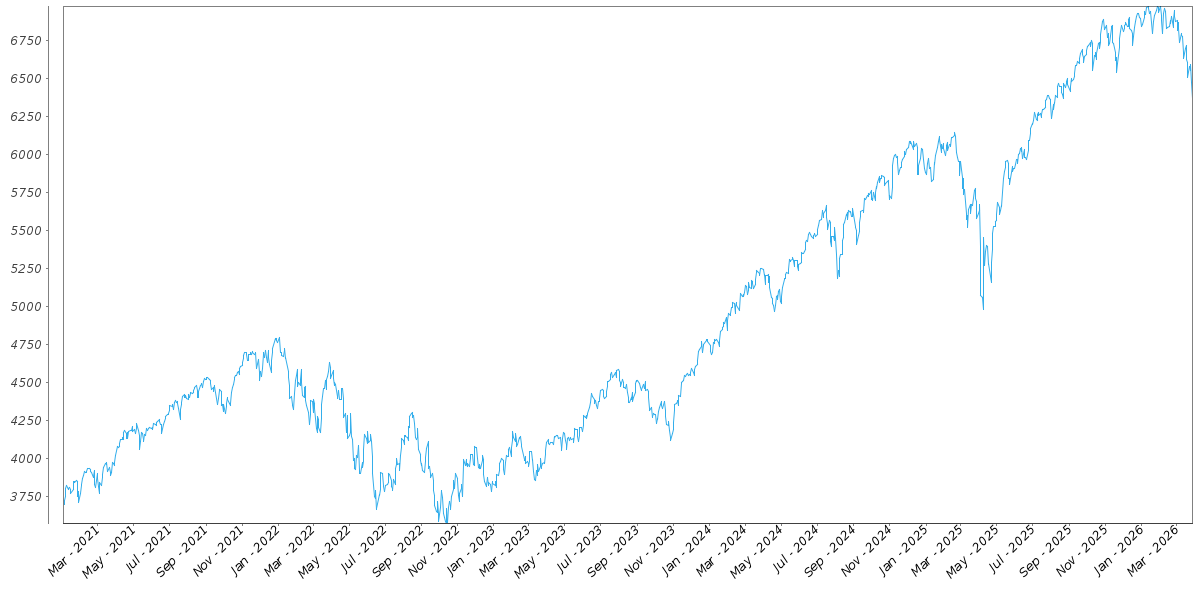 6750
6500
6250
6000
5750
5500
5250
5000
4750
4500
4250
4000
3750
Mar - 2021
May - 2021
Jul - 2021
Sep - 2021
Nov - 2021
Jan - 2022
Mar - 2022
May - 2022
Jul - 2022
Sep - 2022
Nov - 2022
Jan - 2023
Mar - 2023
May - 2023
Jul - 2023
Sep - 2023
Nov - 2023
Jan - 2024
Mar - 2024
May - 2024
Jul - 2024
Sep - 2024
Nov - 2024
Jan - 2025
Mar - 2025
May - 2025
Jul - 2025
Sep - 2025
Nov - 2025
Jan - 2026
Mar - 2026